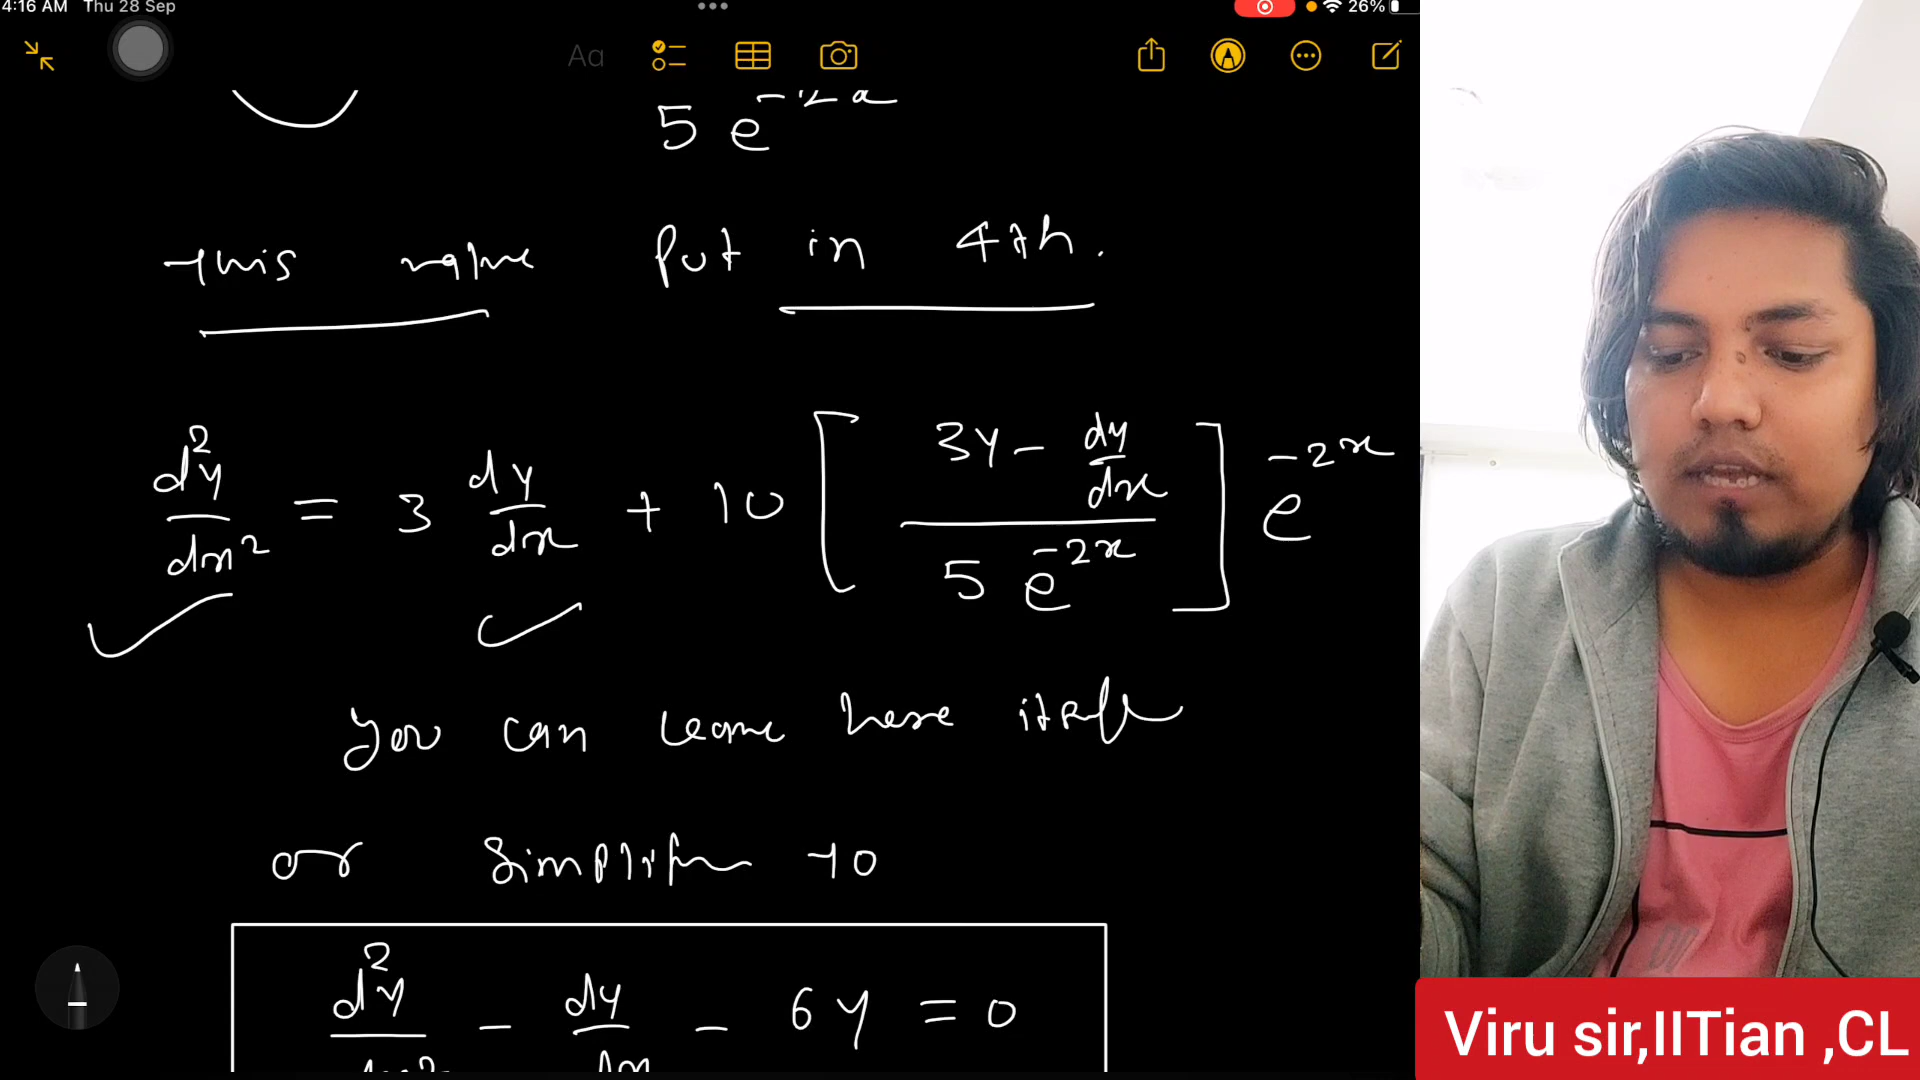 4:16 AM Thu 28 Sep
26%
Aa
5 e^{-2x}
This value Put in 4th.
d²y/dx² = 3 dy/dx + 10 [ (3y - dy/dx) / (5 e^{-2x}) ] e^{-2x}
you can leave here itself
or Simplify to
d²y/dx² - dy/dx - 6y = 0
Viru sir,IITian ,CL